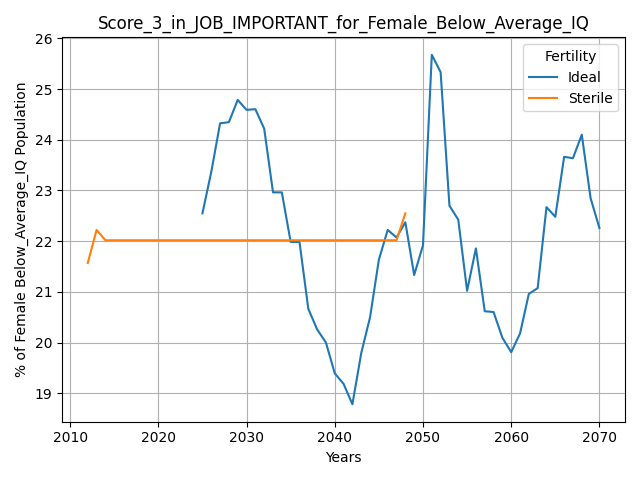 Score_3_in_JOB_IMPORTANT_for_Female_Below_Average_IQ
% of Female Below_Average_IQ Population
26
25
24
23
22
21
20
19
Fertility
Ideal
Sterile
2010 2020 2030 2040 2050 2060 2070
Years